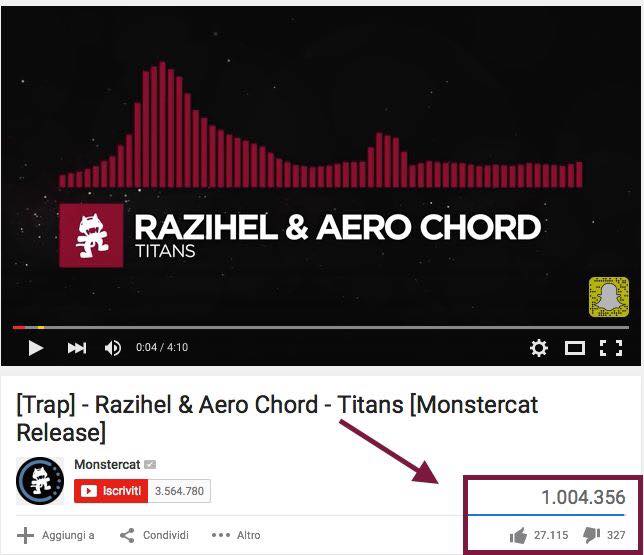 RAZIHEL & AERO CHORD
TITANS
0:04 / 4:10
[Trap] - Razihel & Aero Chord - Titans [Monstercat
Release]
Monstercat
Iscriviti 3.564.780
1.004.356
Aggiungi a Condividi Altro 27.115 327